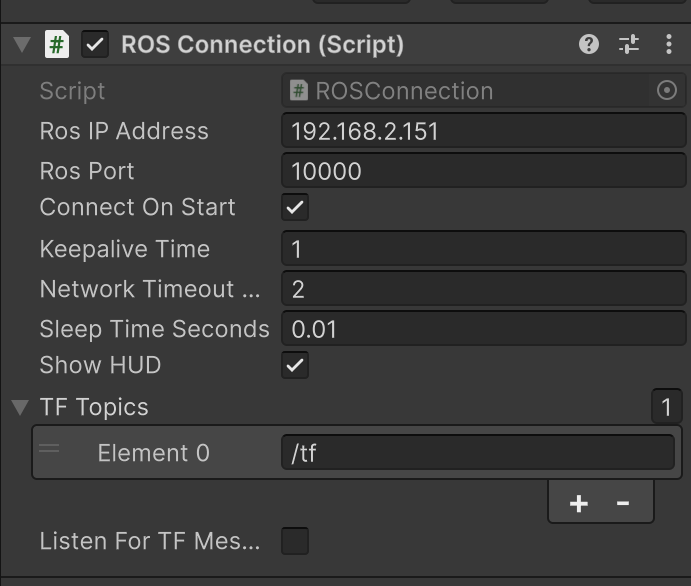 # ROS Connection (Script) ?
Script # ROSConnection
Ros IP Address 192.168.2.151
Ros Port 10000
Connect On Start
Keepalive Time 1
Network Timeout ... 2
Sleep Time Seconds 0.01
Show HUD
TF Topics 1
Element 0 /tf
+ -
Listen For TF Mes...